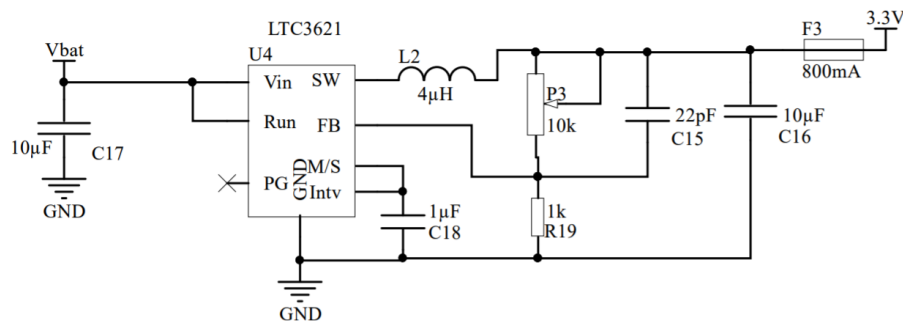 LTC3621
U4
Vbat
Vin
SW
L2
4µH
F3
3.3V
800mA
P3
10k
Run
FB
22pF
C15
10µF
C16
10µF
C17
GND
PG
GND
M/S
Intv
1µF
C18
1k
R19
GND